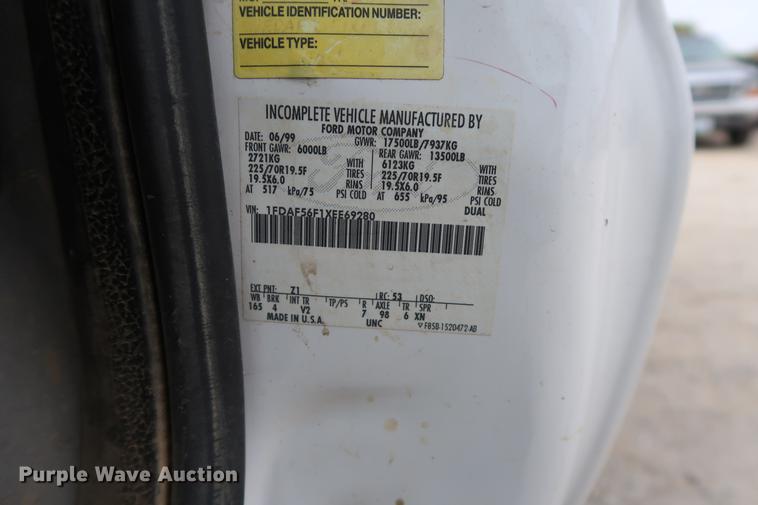 VEHICLE IDENTIFICATION NUMBER:
VEHICLE TYPE:
INCOMPLETE VEHICLE MANUFACTURED BY
FORD MOTOR COMPANY
DATE: 06/99 GVWR: 17500LB/7937KG
FRONT GAWR: 6000LB REAR GAWR: 13500LB
2721KG WITH 6123KG WITH
225/70R19.5F TIRES 225/70R19.5F TIRES
19.5X6.0 RIMS 19.5X6.0 RIMS
AT 517 kPa/75 PSI COLD AT 655 kPa/95 PSI COLD
DUAL
VIN: 1FDAF56F1XEE69280
EXT PNT: Z1 RC: 53 DSO:
WB BRK INT TR TP/PS R AXLE TR SPR
165 4 V2 7 98 6 XN
MADE IN U.S.A. UNC F85B-1520472-AB
Purple Wave Auction